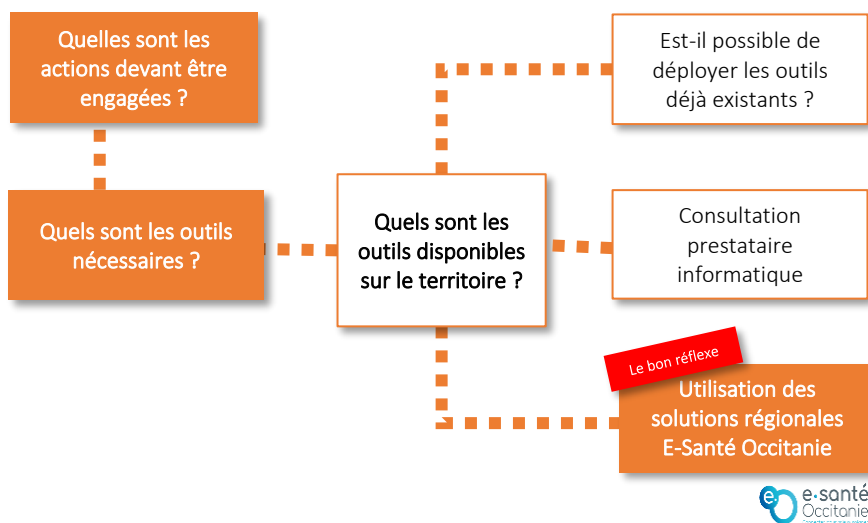 Quelles sont les
actions devant être
engagées ?
Quels sont les outils
nécessaires ?
Quels sont les
outils disponibles
sur le territoire ?
Est-il possible de
déployer les outils
déjà existants ?
Consultation
prestataire
informatique
Le bon réflexe
Utilisation des
solutions régionales
E-Santé Occitanie
e·santé
Occitanie